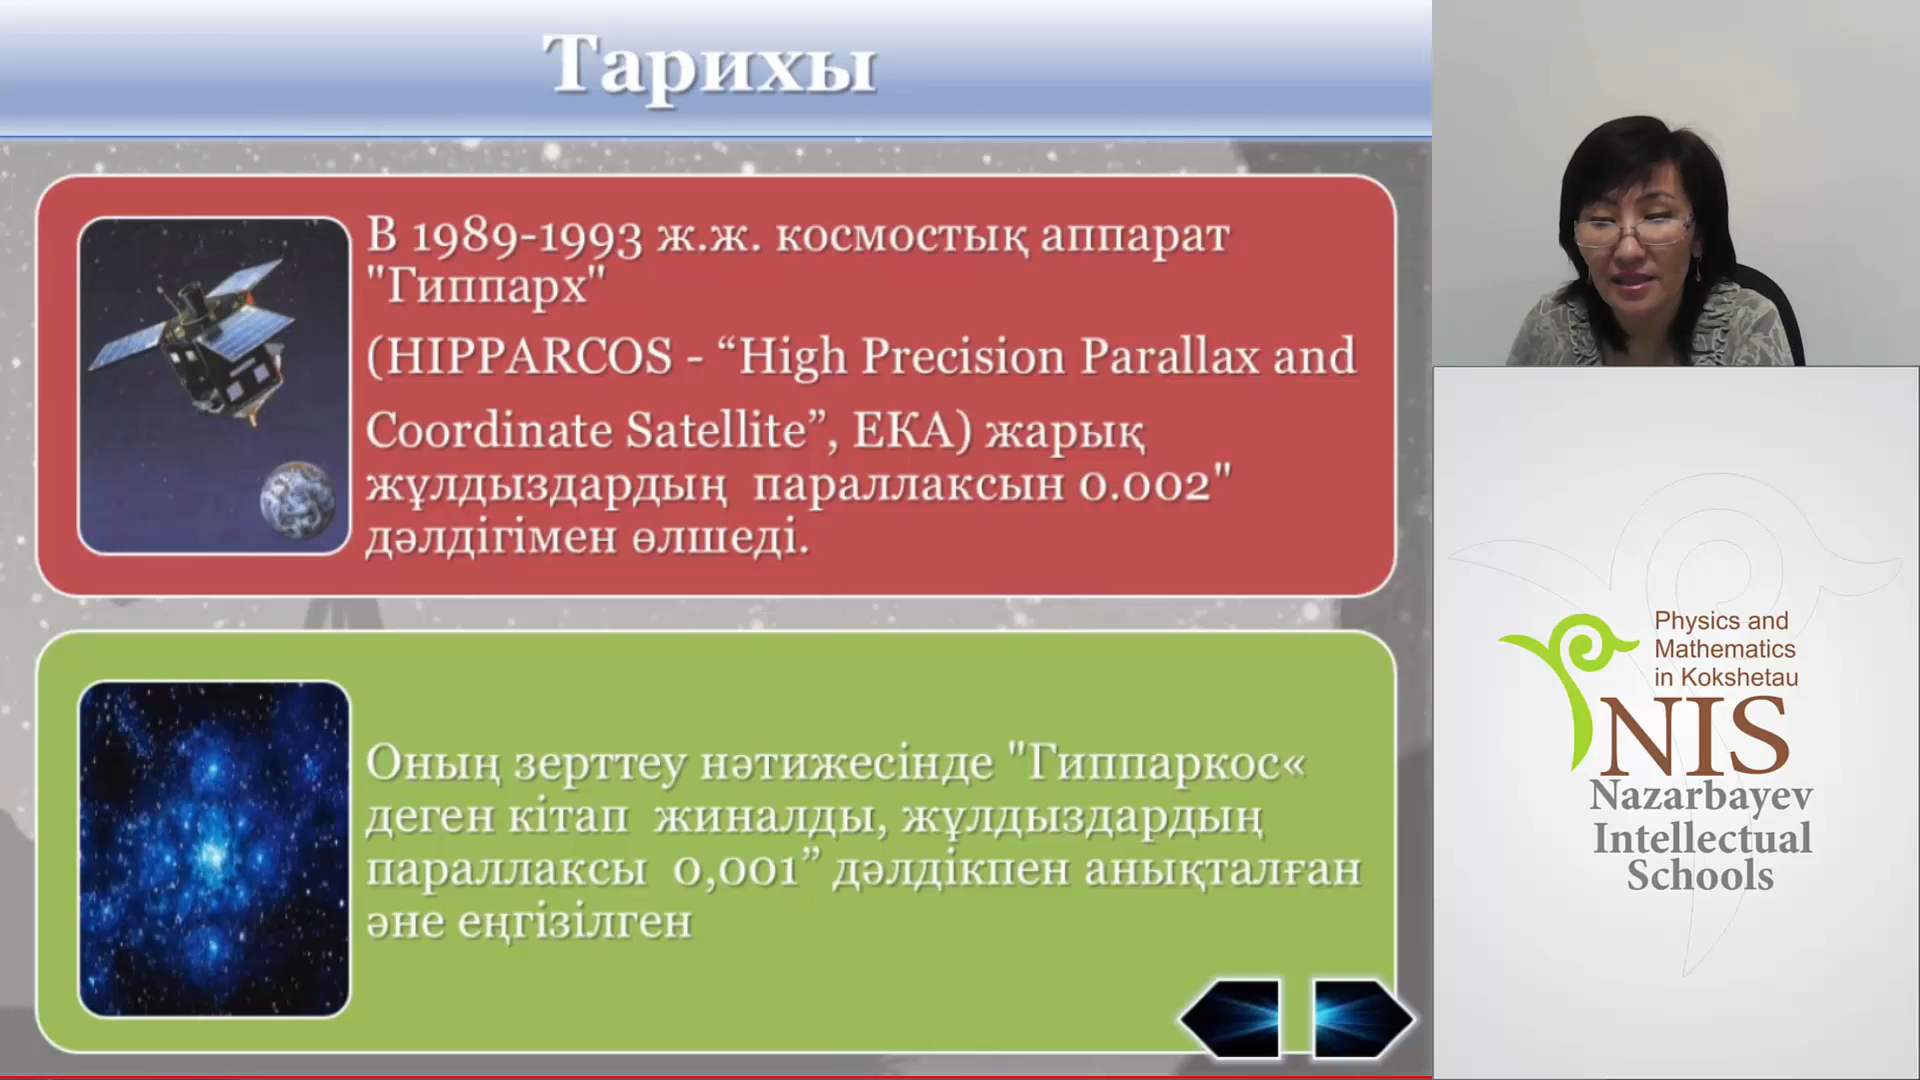 Тарихы
В 1989-1993 ж.ж. космостық аппарат
"Гиппарх"
(HIPPARCOS - “High Precision Parallax and
Coordinate Satellite”, ЕКА) жарық
жұлдыздардың параллаксын 0.002"
дәлдігімен өлшеді.
Оның зерттеу нәтижесінде "Гиппаркос«
деген кітап жиналды, жұлдыздардың
параллаксы 0,001” дәлдікпен анықталған
әне еңгізілген
Physics and
Mathematics
in Kokshetau
NIS
Nazarbayev
Intellectual
Schools